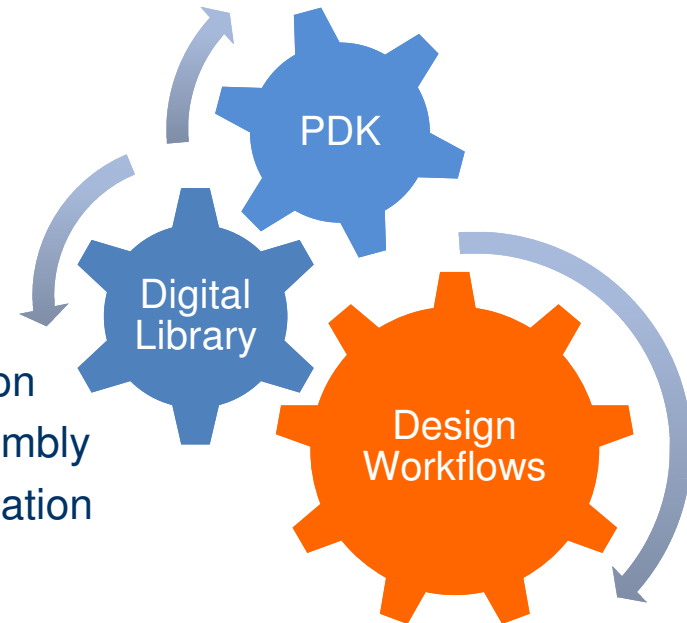 PDK
Digital
Library
on
mbly
ation
Design
Workflows